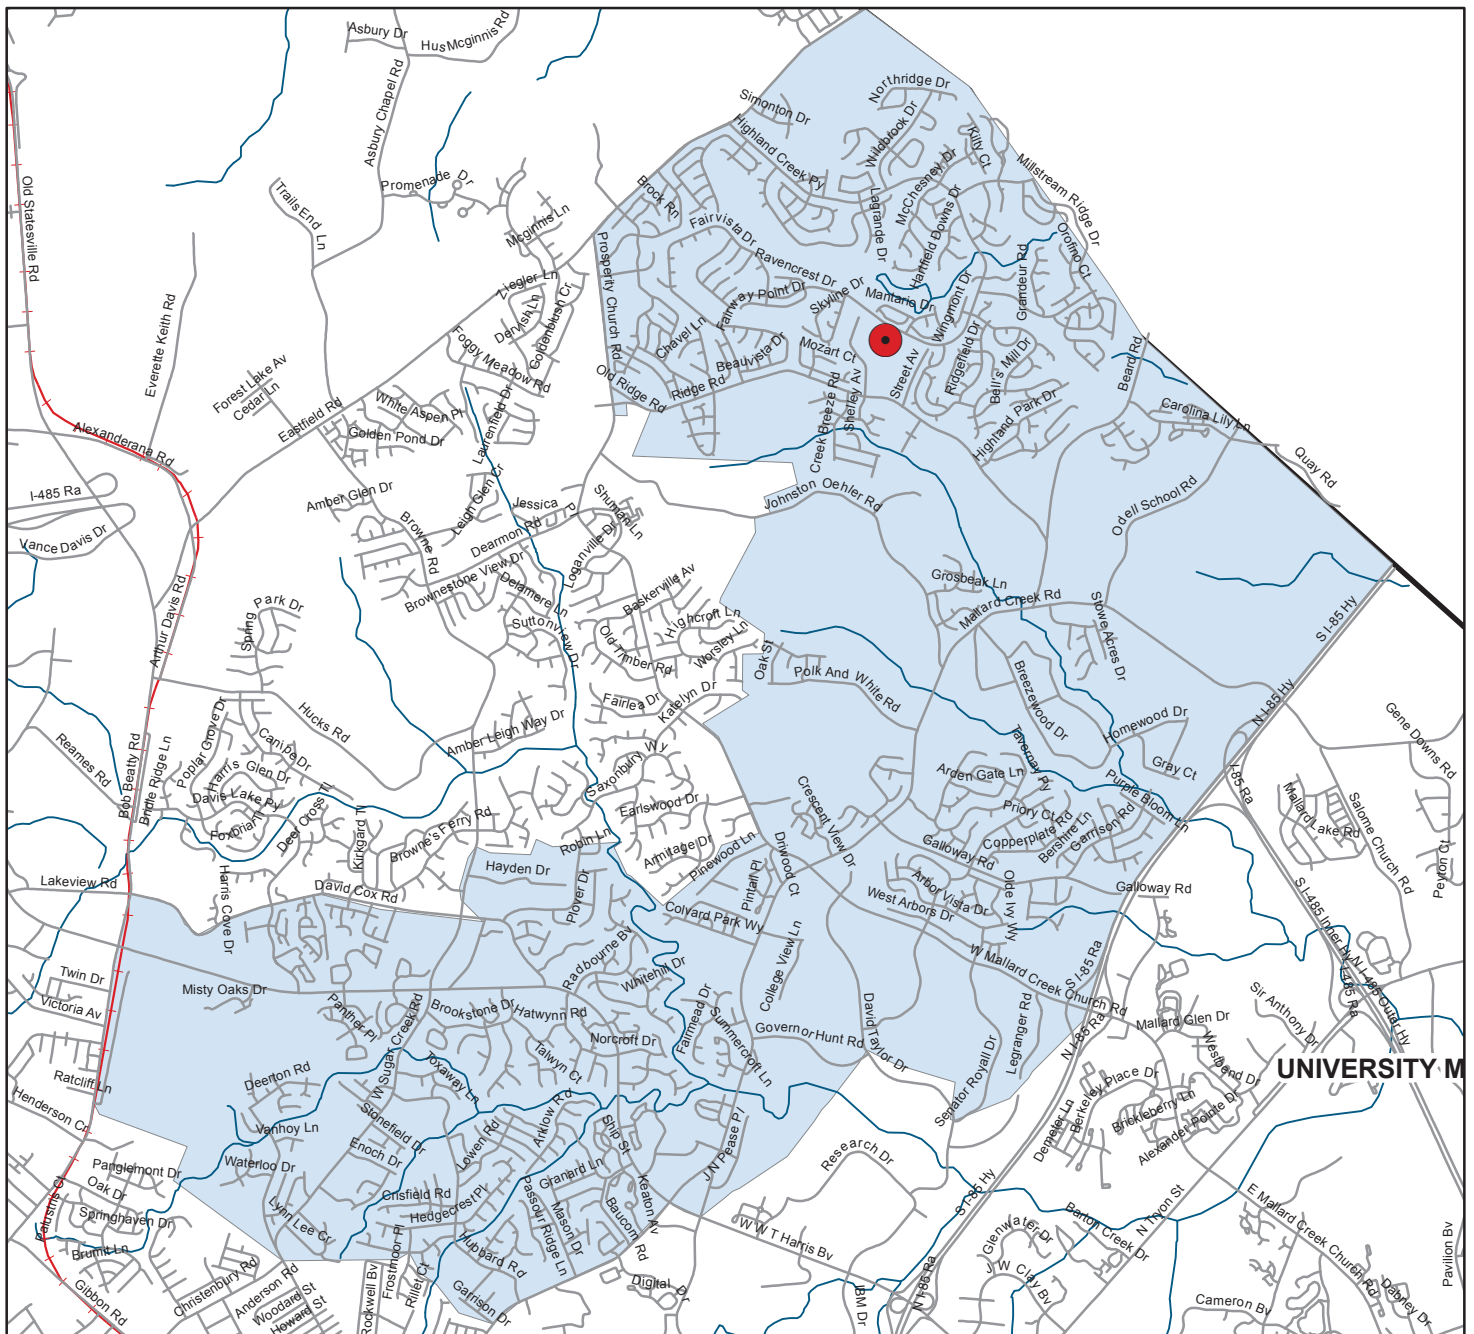 Asbury Dr
Hus Mcginnis Rd
Asbury Chapel Rd
Northridge Dr
Simonton Dr
Highland Creek Py
Wildbrook Dr
Kilty Ct
McChesney Dr
Millstream Ridge Dr
Promenade Dr
Trails End Ln
Old Statesville Rd
Brock Rn
Lagrande Dr
Mcginnis Ln
Fairvista Dr
Hartfield Downs Dr
Orofino Ct
Prosperity Church Rd
Ravencrest Dr
Ziegler Ln
Grandeur Rd
Skyline Dr
Mantario Dr
Fairway Point Dr
Wingmont Dr
Dervish Ln
Goldenblush Cr
Everette Keith Rd
Chavel Ln
Foggy Meadow Rd
Beauvista Dr
Mozart Ct
Ridgefield Dr
Bell's Mill Dr
Beard Rd
Street Av
Forest Lake Av
Cedar Ln
Old Ridge Rd
Ridge Rd
Creek Breeze Rd
Shelley Av
White Aspen Pl
Laurenfield Dr
Carolina Lily Ln
Eastfield Rd
Golden Pond Dr
Highland Park Dr
Alexanderana Rd
Quay Rd
I-485 Ra
Amber Glen Dr
Leigh Glen Cr
Jessica Pl
Shuman Ln
Johnston Oehler Rd
Odell School Rd
Vance Davis Dr
Browne Rd
Dearmon Rd
Loganville Dr
Brownestone View Dr
Delamere Ln
Baskerville Av
Grosbeak Ln
Mallard Creek Rd
Stowe Acres Dr
S I-85 Hy
Arthur Davis Rd
Spring Park Dr
Suttonview Dr
Highcroft Ln
Old Timber Rd
Worsley Ln
Oak St
Polk And White Rd
Breezewood Dr
N I-85 Hy
Katelyn Dr
Fairlea Dr
Hucks Rd
Amber Leigh Way Dr
Homewood Dr
Gene Downs Rd
Reames Rd
Bob Beatty Rd
Bridle Ridge Ln
Poplar Grove Dr
Canipe Dr
Harris Glen Dr
Saxonbury Wy
Tavernay Py
Gray Ct
Arden Gate Ln
Purple Bloom Ln
I-85 Ra
Davis Lake Py
Deer Cross Tl
Earlswood Dr
Crescent View Dr
Priory Ct
Copperplate Rd
Bershire Ln
Garrison Rd
Mallard Lake Rd
Salome Church Rd
Foxbriar Tl
Kirkgard Tl
Browne's Ferry Rd
Robin Ln
Armitage Dr
Pinewood Ln
Driwood Ct
Galloway Rd
Peyton Ct
Lakeview Rd
Harris Cove Dr
David Cox Rd
Hayden Dr
Plover Dr
Pintail Pl
Arbor Vista Dr
Olde Ivy Wy
Galloway Rd
West Arbors Dr
Colvard Park Wy
S I-485 Inner Hy
Radbourne Bv
College View Ln
W Mallard Creek Church Rd
S I-85 Ra
N I-485 Outer Hy
I-485 Ra
Twin Dr
Misty Oaks Dr
Whitehill Dr
Victoria Av
Panther Pl
W Sugar Creek Rd
Brookstone Dr
Hatwynn Rd
Fairmead Dr
Summercroft Ln
David Taylor Dr
Legranger Rd
Sir Anthony Dr
Mallard Glen Dr
Norcroft Dr
Governor Hunt Rd
N I-85 Ra
Westbend Dr
UNIVERSITY M
Ratcliff Ln
Deerton Rd
Toxaway Ln
Talwyn Ct
Senator Royall Dr
Berkeley Place Dr
Henderson Cr
Vanhoy Ln
Stonefield Dr
Arklow Rd
Ship St
Demeter Ln
Brickleberry Ln
Alexander Pointe Dr
Enoch Dr
Lowen Rd
J N Pease Pl
Research Dr
Panglemont Dr
Waterloo Dr
Granard Ln
Oak Dr
Palustris Ct
Crisfield Rd
Hedgecrest Pl
Passour Ridge Ln
Mason Dr
Keaton Av
S I-85 Hy
N Tryon St
E Mallard Creek Church Rd
Springhaven Dr
Lynn Lee Cr
Baucom Rd
W W T Harris Bv
Glenwater Dr
Barton Creek Dr
Brumit Ln
Frostmoor Pl
Hubbard Rd
Pavilion Bv
Gibbon Rd
Christenbury Rd
Anderson Rd
Woodard St
Howard St
Rockwell Bv
Rillet Ct
Garrison Dr
Digital Dr
IBM Dr
N I-85 Ra
J W Clay Bv
Cameron Bv
Dabney Dr